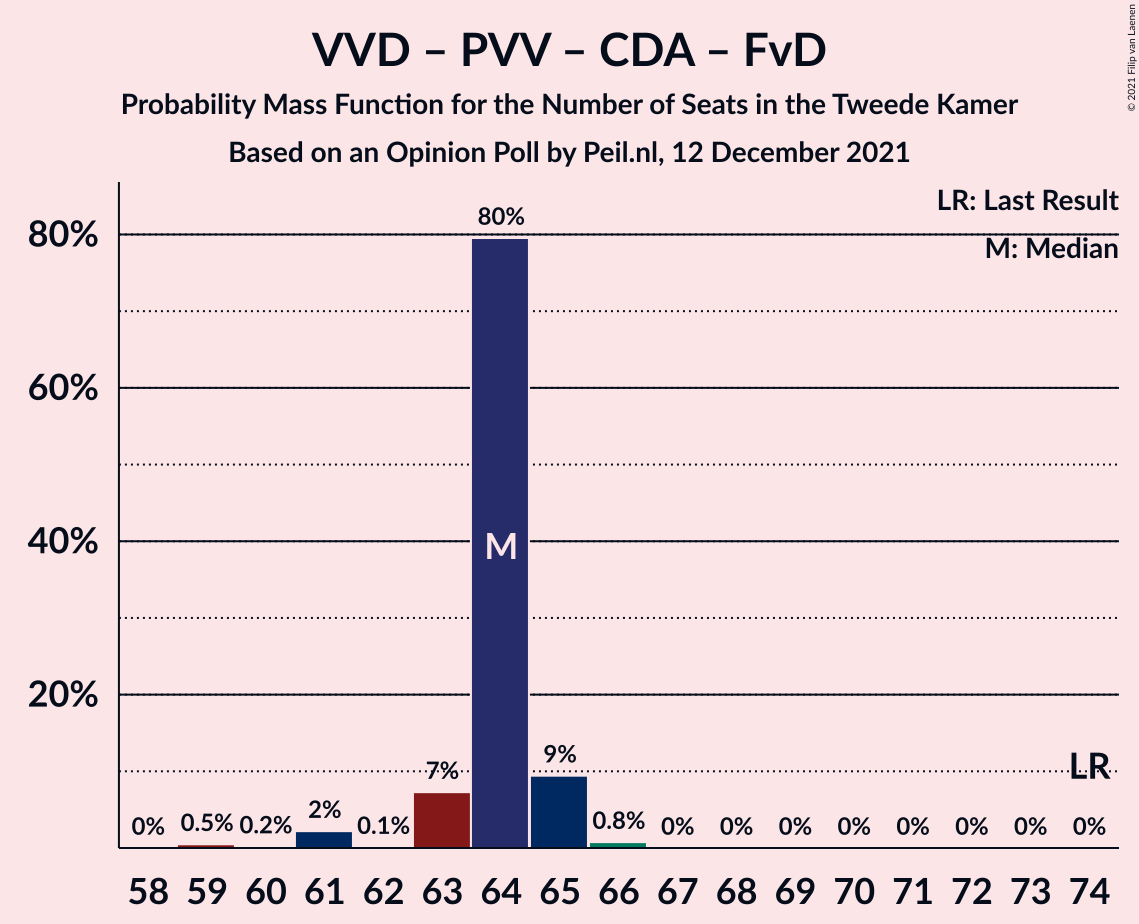 VVD – PVV – CDA – FvD
Probability Mass Function for the Number of Seats in the Tweede Kamer
Based on an Opinion Poll by Peil.nl, 12 December 2021
© 2021 Filip van Laenen
LR: Last Result
M: Median
80%
60%
40%
20%
0%
0.5%
0.2%
2%
0.1%
7%
80%
M
9%
0.8%
0%
0%
0%
0%
0%
0%
0%
0%
LR
58 59 60 61 62 63 64 65 66 67 68 69 70 71 72 73 74